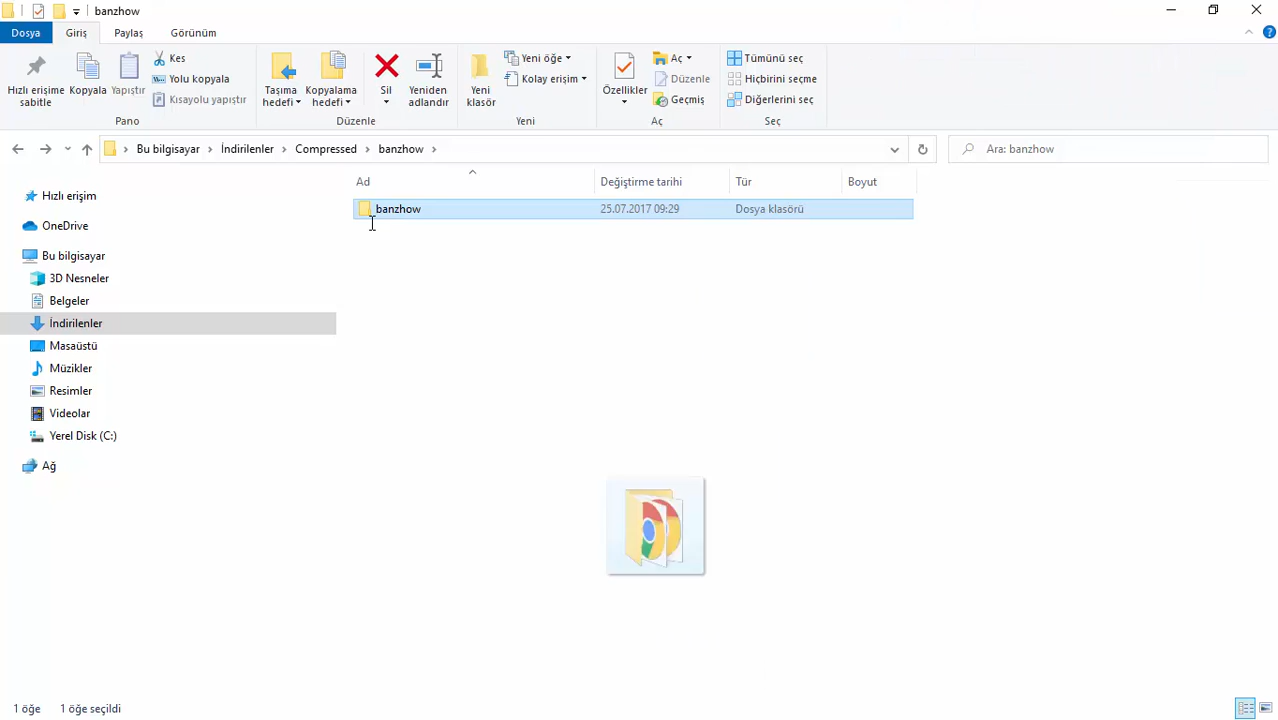 banzhow
Dosya Giriş Paylaş Görünüm
Hızlı erişime sabitle
Kopyala
Yapıştır
Kes
Yolu kopyala
Kısayolu yapıştır
Pano
Taşıma hedefi
Kopyalama hedefi
Sil
Yeniden adlandır
Düzenle
Yeni klasör
Yeni öğe
Kolay erişim
Yeni
Özellikler
Aç
Düzenle
Geçmiş
Aç
Tümünü seç
Hiçbirini seçme
Diğerlerini seç
Seç
Bu bilgisayar > İndirilenler > Compressed > banzhow >
Ara: banzhow
Ad Değiştirme tarihi Tür Boyut
banzhow 25.07.2017 09:29 Dosya klasörü
Hızlı erişim
OneDrive
Bu bilgisayar
3D Nesneler
Belgeler
İndirilenler
Masaüstü
Müzikler
Resimler
Videolar
Yerel Disk (C:)
Ağ
1 öğe 1 öğe seçildi